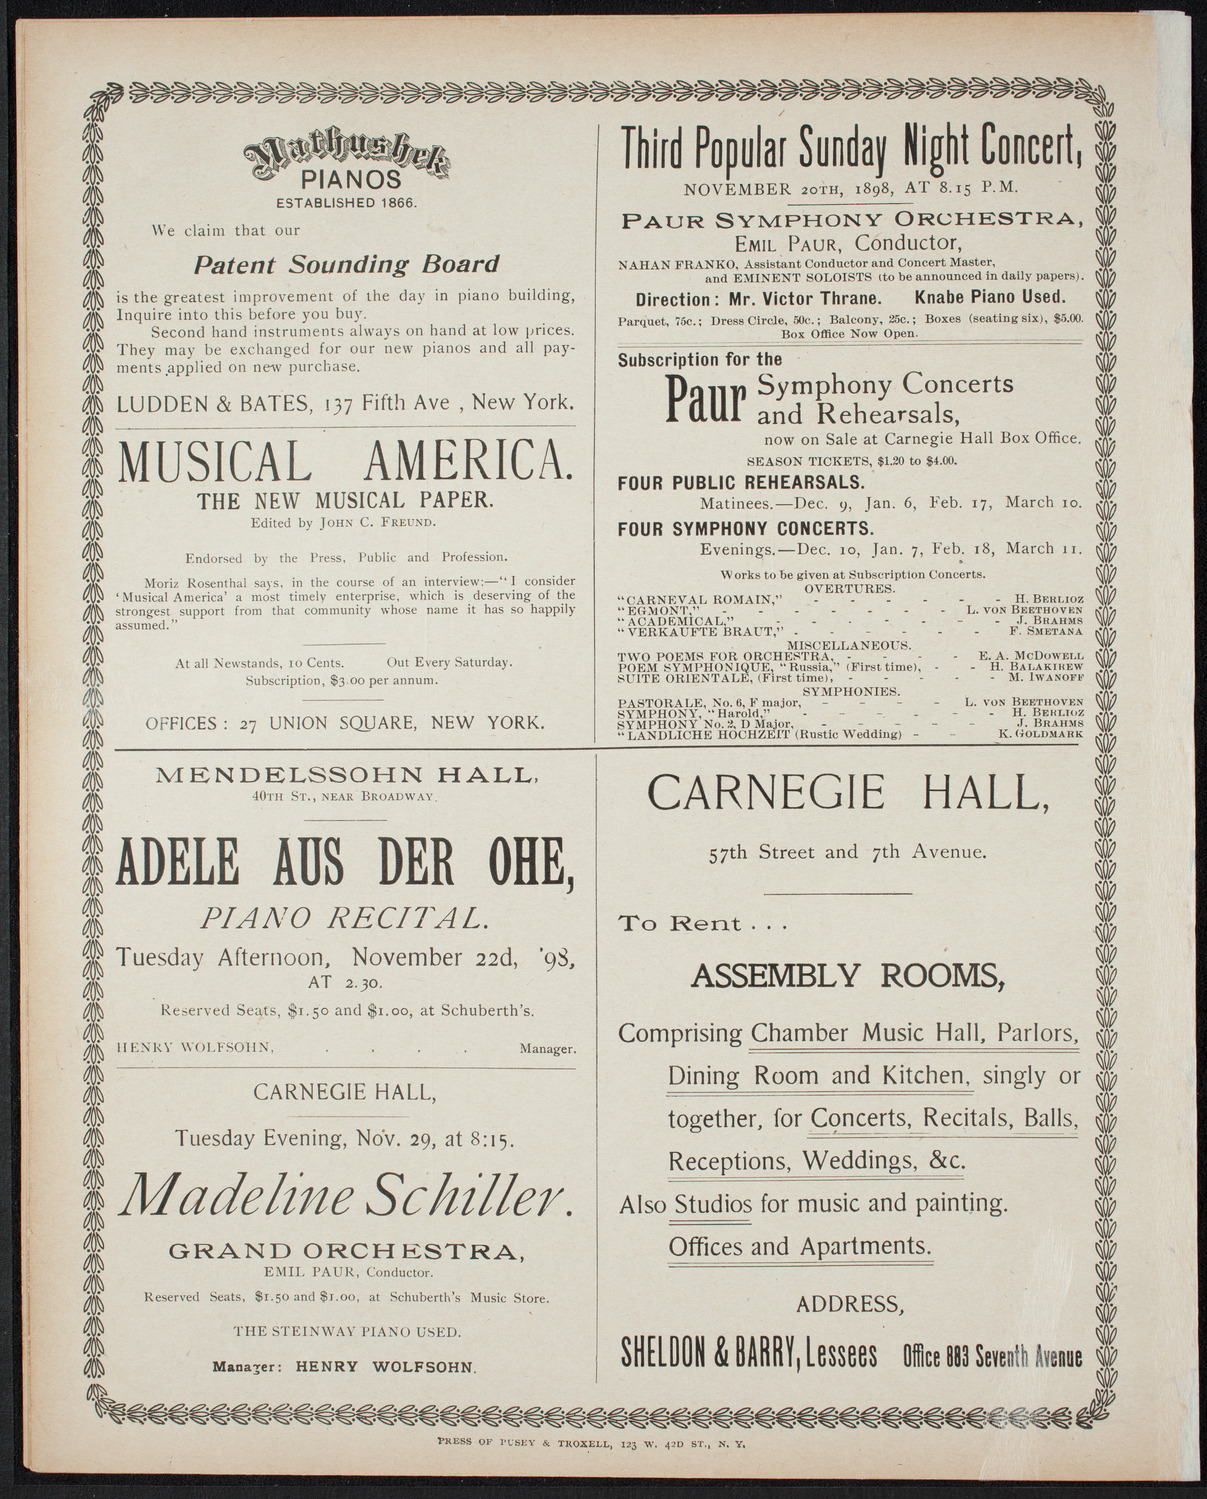 Mathushek
PIANOS
ESTABLISHED 1866.
We claim that our
Patent Sounding Board
is the greatest improvement of the day in piano building,
Inquire into this before you buy.
Second hand instruments always on hand at low prices.
They may be exchanged for our new pianos and all pay-
ments applied on new purchase.
LUDDEN & BATES, 137 Fifth Ave , New York.
MUSICAL AMERICA.
THE NEW MUSICAL PAPER.
Edited by JOHN C. FREUND.
Endorsed by the Press, Public and Profession.
Moriz Rosenthal says, in the course of an interview:—“I consider
‘Musical America’ a most timely enterprise, which is deserving of the
strongest support from that community whose name it has so happily
assumed.”
At all Newstands, 10 Cents. Out Every Saturday.
Subscription, $3.00 per annum.
OFFICES : 27 UNION SQUARE, NEW YORK.
Third Popular Sunday Night Concert,
NOVEMBER 20TH, 1898, AT 8.15 P.M.
PAUR SYMPHONY ORCHESTRA,
EMIL PAUR, Conductor,
NAHAN FRANKO, Assistant Conductor and Concert Master,
and EMINENT SOLOISTS (to be announced in daily papers).
Direction: Mr. Victor Thrane. Knabe Piano Used.
Parquet, 75c.; Dress Circle, 50c.; Balcony, 25c.; Boxes (seating six), $5.00.
Box Office Now Open.
Subscription for the
Paur Symphony Concerts
and Rehearsals,
now on Sale at Carnegie Hall Box Office.
SEASON TICKETS, $1.20 to $4.00.
FOUR PUBLIC REHEARSALS.
Matinees.—Dec. 9, Jan. 6, Feb. 17, March 10.
FOUR SYMPHONY CONCERTS.
Evenings.—Dec. 10, Jan. 7, Feb. 18, March 11.
Works to be given at Subscription Concerts.
OVERTURES.
“CARNEVAL ROMAIN,” - - - - - - H. BERLIOZ
“EGMONT,” - - - - - - - L. VON BEETHOVEN
“ACADEMICAL,” - - - - - - - J. BRAHMS
“VERKAUFTE BRAUT,” - - - - - - F. SMETANA
MISCELLANEOUS.
TWO POEMS FOR ORCHESTRA, - - - - E. A. MCDOWELL
POEM SYMPHONIQUE, “Russia,” (First time), - - H. BALAKIREW
SUITE ORIENTALE, (First time), - - - - M. IWANOFF
SYMPHONIES.
PASTORALE, No. 6, F major, - - - - L. VON BEETHOVEN
SYMPHONY, “Harold,” - - - - - - H. BERLIOZ
SYMPHONY No. 2, D Major, - - - - - J. BRAHMS
“LANDLICHE HOCHZEIT (Rustic Wedding) - - K. GOLDMARK
MENDELSSOHN HALL,
40TH ST., NEAR BROADWAY.
ADELE AUS DER OHE,
PIANO RECITAL.
Tuesday Afternoon, November 22d, ’98,
AT 2.30.
Reserved Seats, $1.50 and $1.00, at Schuberth’s.
HENRY WOLFSOHN, . . . . Manager.
CARNEGIE HALL,
Tuesday Evening, Nov. 29, at 8:15.
Madeline Schiller.
GRAND ORCHESTRA,
EMIL PAUR, Conductor.
Reserved Seats, $1.50 and $1.00, at Schuberth’s Music Store.
THE STEINWAY PIANO USED.
Manager: HENRY WOLFSOHN.
CARNEGIE HALL,
57th Street and 7th Avenue.
To Rent . . .
ASSEMBLY ROOMS,
Comprising Chamber Music Hall, Parlors,
Dining Room and Kitchen, singly or
together, for Concerts, Recitals, Balls,
Receptions, Weddings, &c.
Also Studios for music and painting.
Offices and Apartments.
ADDRESS,
SHELDON & BARRY, Lessees Office 883 Seventh Avenue
PRESS OF PUSEY & TROXELL, 123 W. 42D ST., N. Y.